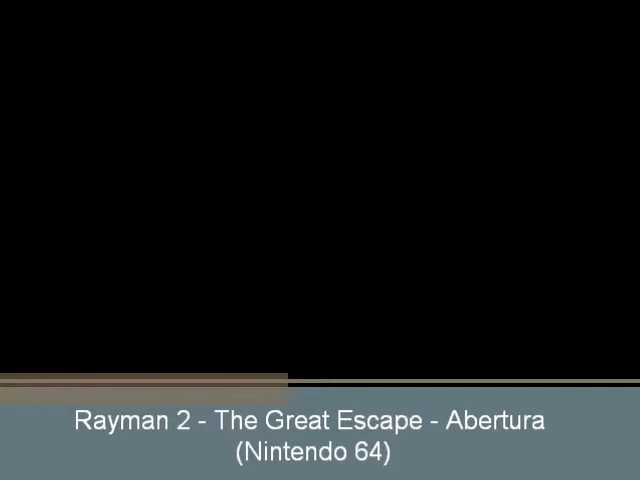 Rayman 2 - The Great Escape - Abertura
(Nintendo 64)